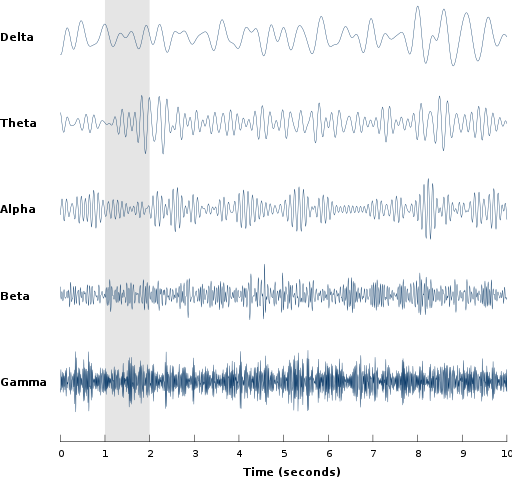 Delta
Theta
Alpha
Beta
Gamma
0 1 2 3 4 5 6 7 8 9 10
Time (seconds)